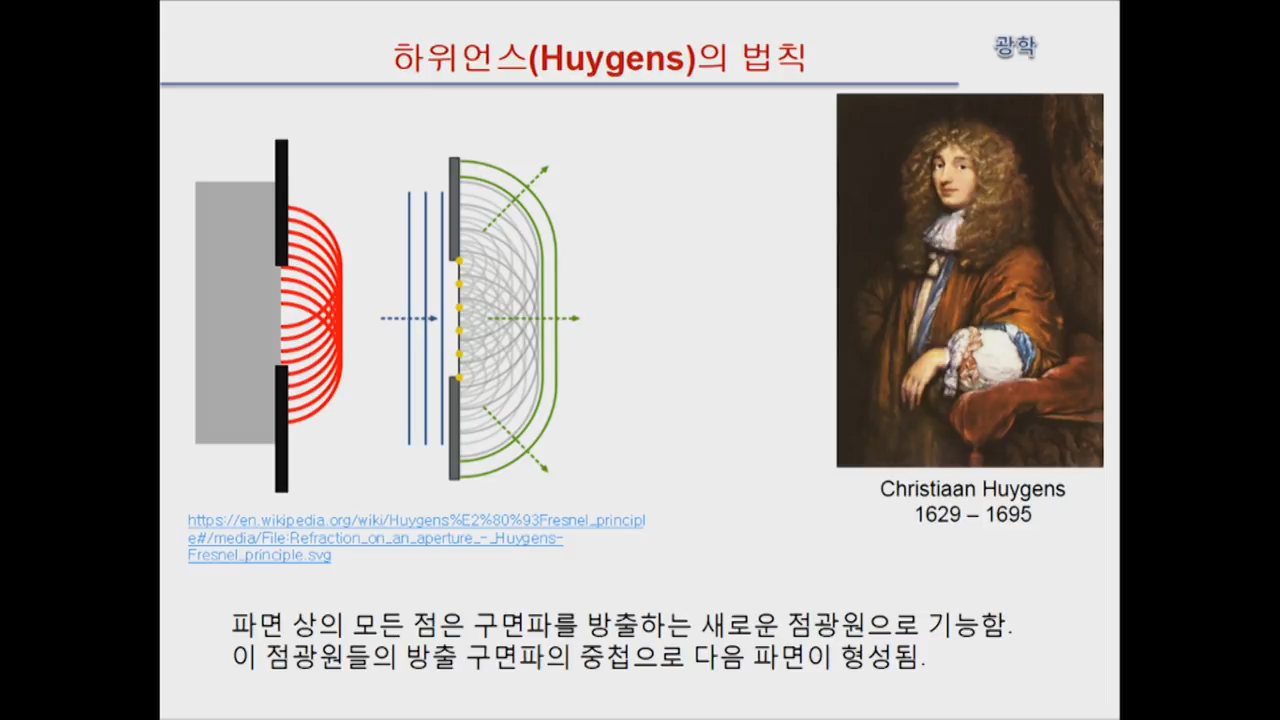 하위언스(Huygens)의 법칙
광학
Christiaan Huygens
1629 – 1695
https://en.wikipedia.org/wiki/Huygens%E2%80%93Fresnel_principl
e#/media/File:Refraction_on_an_aperture_-_Huygens-
Fresnel_principle.svg
파면 상의 모든 점은 구면파를 방출하는 새로운 점광원으로 기능함.
이 점광원들의 방출 구면파의 중첩으로 다음 파면이 형성됨.